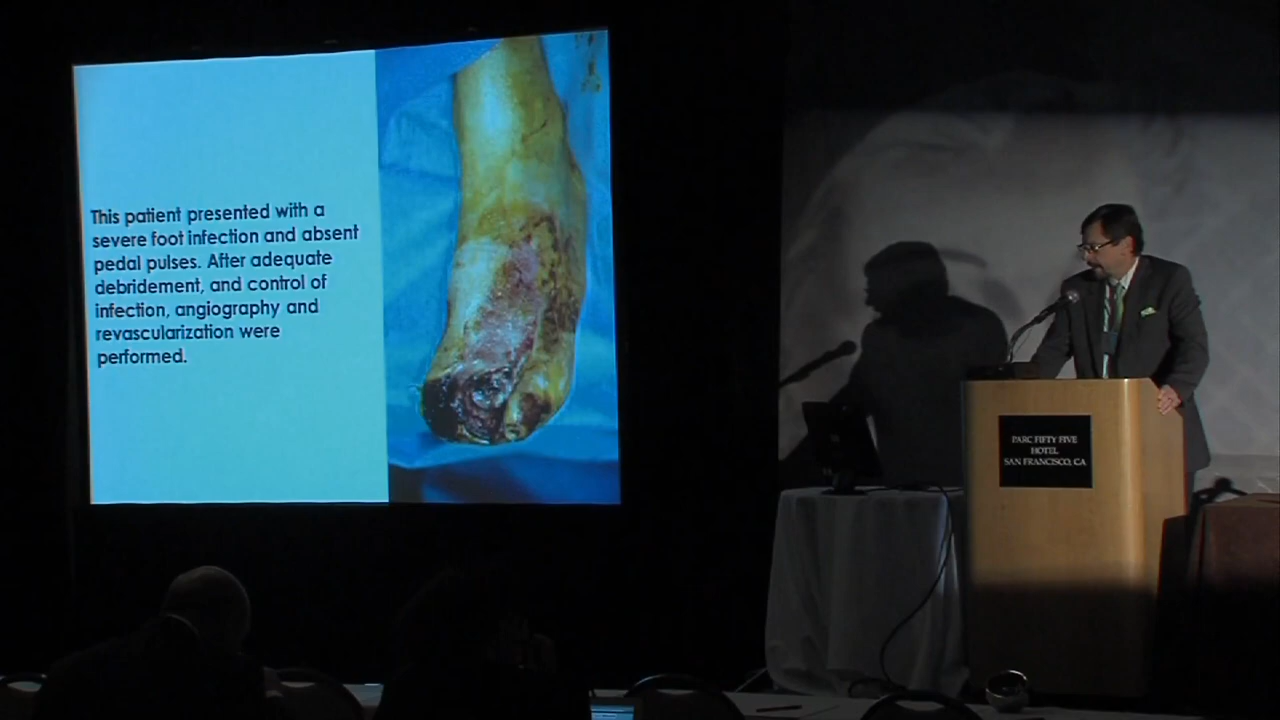 This patient presented with a
severe foot infection and absent
pedal pulses. After adequate
debridement, and control of
infection, angiography and
revascularization were
performed.
PARC FIFTY FIVE
HOTEL
SAN FRANCISCO, CA